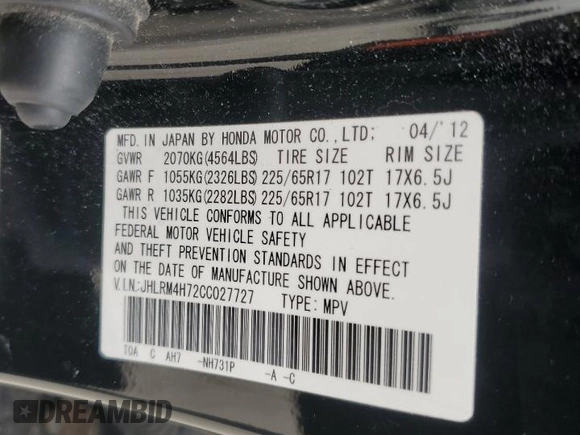 MFD. IN JAPAN BY HONDA MOTOR CO., LTD; 04/'12
GVWR 2070KG(4564LBS) TIRE SIZE RIM SIZE
GAWR F 1055KG(2326LBS) 225/65R17 102T 17X6.5J
GAWR R 1035KG(2282LBS) 225/65R17 102T 17X6.5J
THIS VEHICLE CONFORMS TO ALL APPLICABLE
FEDERAL MOTOR VEHICLE SAFETY
AND THEFT PREVENTION STANDARDS IN EFFECT
ON THE DATE OF MANUFACTURE SHOWN ABOVE.
V.I.N.:JHLRM4H72CC027727 TYPE: MPV
TOA C AH7 -NH731P -A -C
DREAMBID